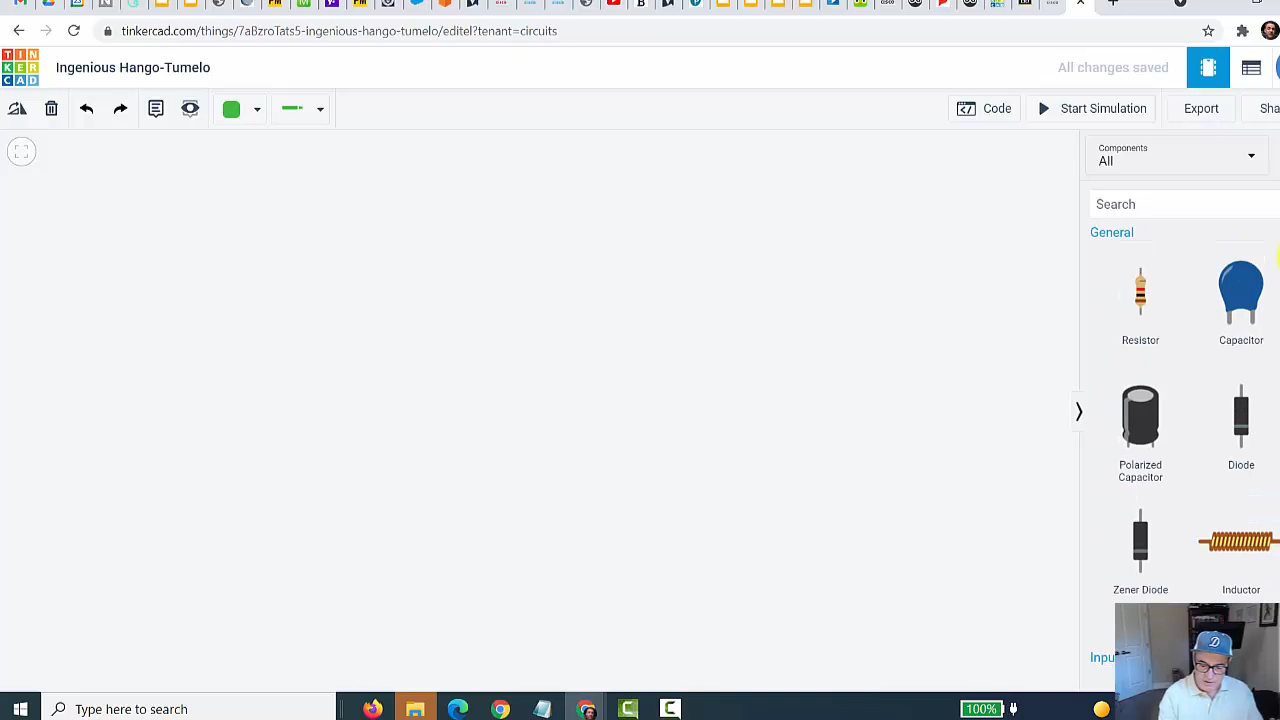 tinkercad.com/things/7aBzroTats5-ingenious-hango-tumelo/editel?tenant=circuits
TIN
KER
CAD
Ingenious Hango-Tumelo
All changes saved
Code
Start Simulation
Export
Sha
Components
All
Search
General
Resistor
Capacitor
Polarized
Capacitor
Diode
Zener Diode
Inductor
Inpu
Type here to search
100%